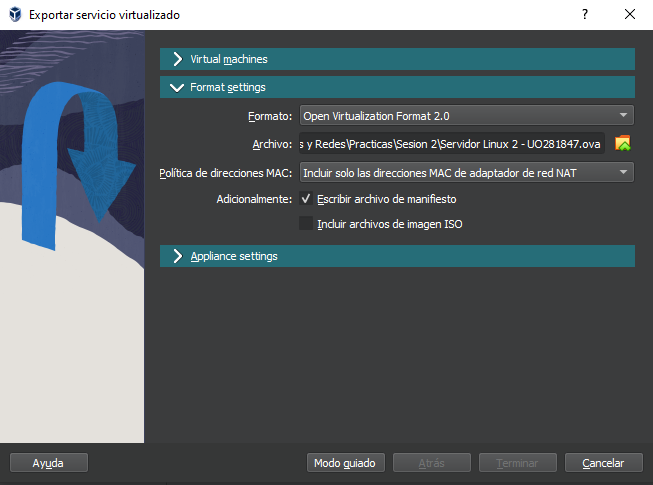 Exportar servicio virtualizado
Virtual machines
Format settings
Formato: Open Virtualization Format 2.0
Archivo: s y Redes\Practicas\Sesion 2\Servidor Linux 2 - UO281847.ova
Política de direcciones MAC: Incluir solo las direcciones MAC de adaptador de red NAT
Adicionalmente: Escribir archivo de manifiesto
Incluir archivos de imagen ISO
Appliance settings
Ayuda Modo guiado Atrás Terminar Cancelar